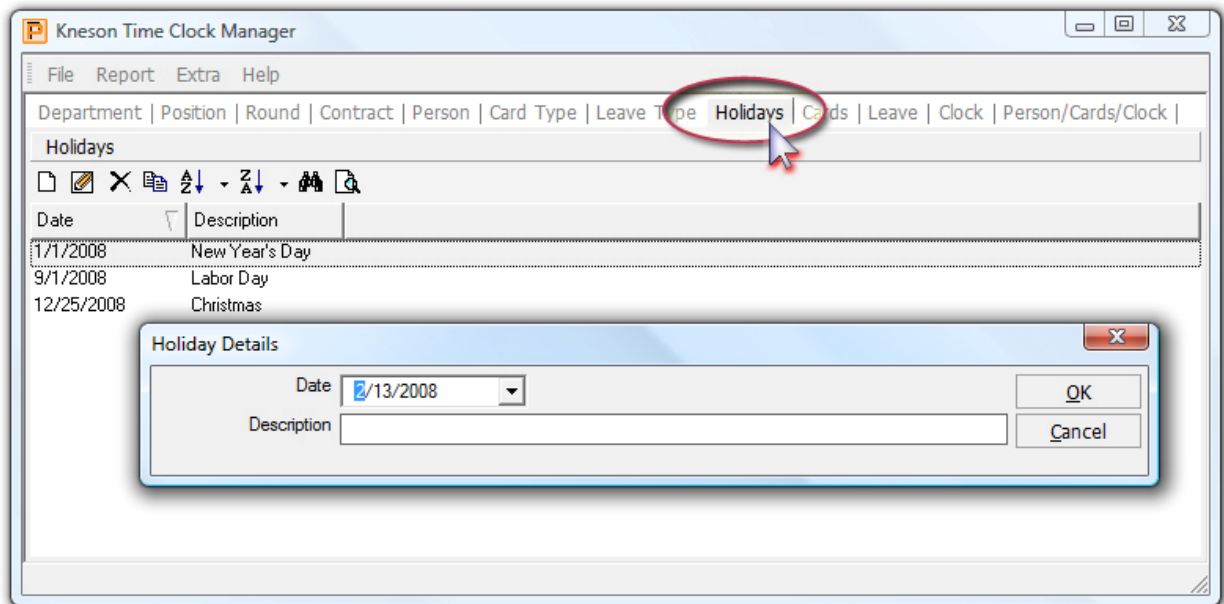 Kneson Time Clock Manager
File Report Extra Help
Department | Position | Round | Contract | Person | Card Type | Leave Type Holidays | Cards | Leave | Clock | Person/Cards/Clock |
Holidays
Date Description
1/1/2008 New Year's Day
9/1/2008 Labor Day
12/25/2008 Christmas
Holiday Details
Date 2/13/2008 OK
Description Cancel